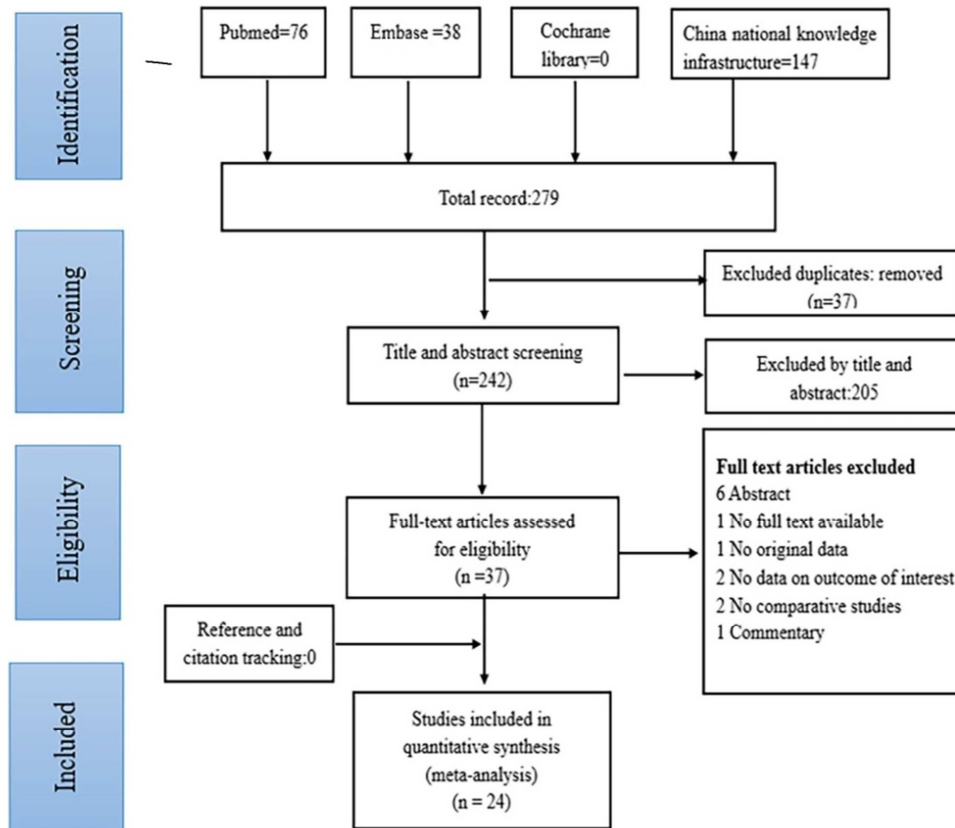 Identification
Pubmed=76
Embase =38
Cochrane
library=0
China national knowledge
infrastructure=147
Total record:279
Screening
Excluded duplicates: removed
(n=37)
Title and abstract screening
(n=242)
Excluded by title and
abstract:205
Eligibility
Full-text articles assessed
for eligibility
(n =37)
Full text articles excluded
6 Abstract
1 No full text available
1 No original data
2 No data on outcome of interest
2 No comparative studies
1 Commentary
Reference and
citation tracking:0
Included
Studies included in
quantitative synthesis
(meta-analysis)
(n = 24)